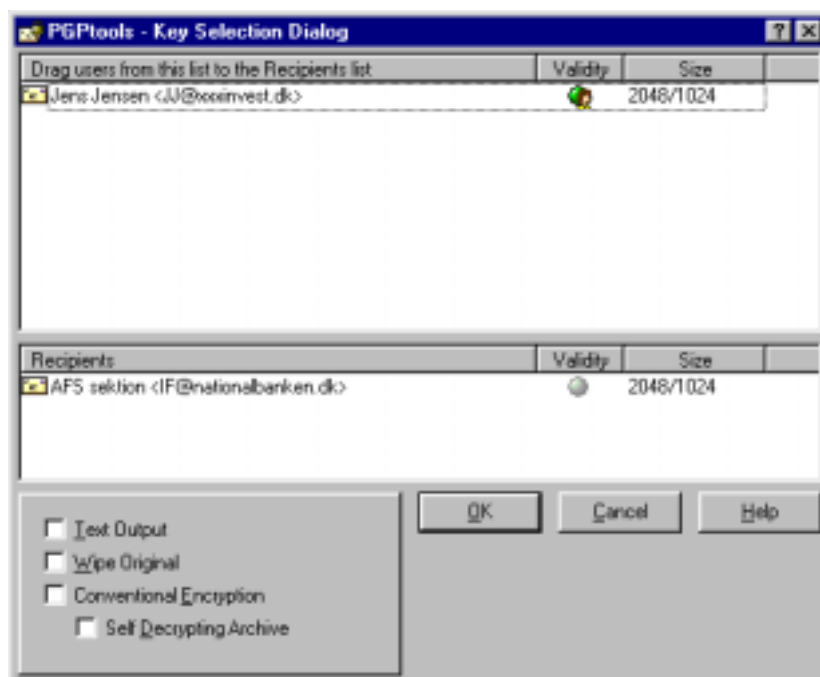 PGPtools - Key Selection Dialog
Drag users from this list to the Recipients list Validity Size
Jens Jensen <JJ@xxxinvest.dk> 2048/1024
Recipients Validity Size
AFS sektion <IF@nationalbanken.dk> 2048/1024
OK Cancel Help
Text Output
Wipe Original
Conventional Encryption
Self Decrypting Archive